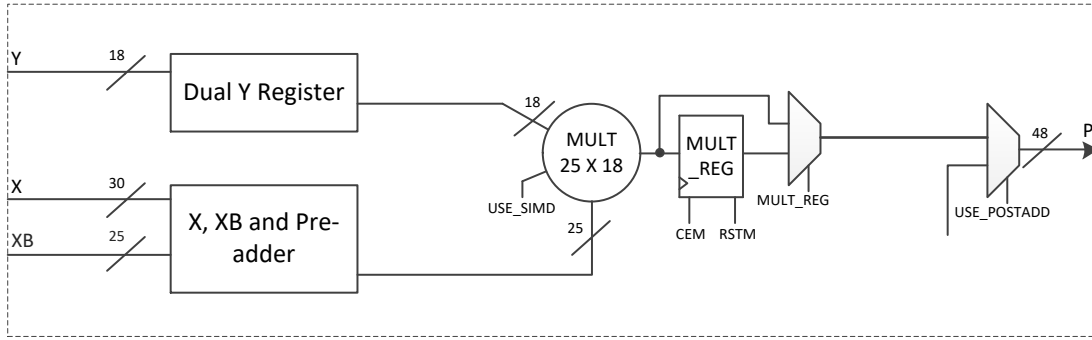 Y
18
Dual Y Register
18
MULT
25 X 18
USE_SIMD
MULT
_REG
CEM
RSTM
MULT_REG
48
P
USE_POSTADD
X
30
XB
25
X, XB and Pre-
adder
25